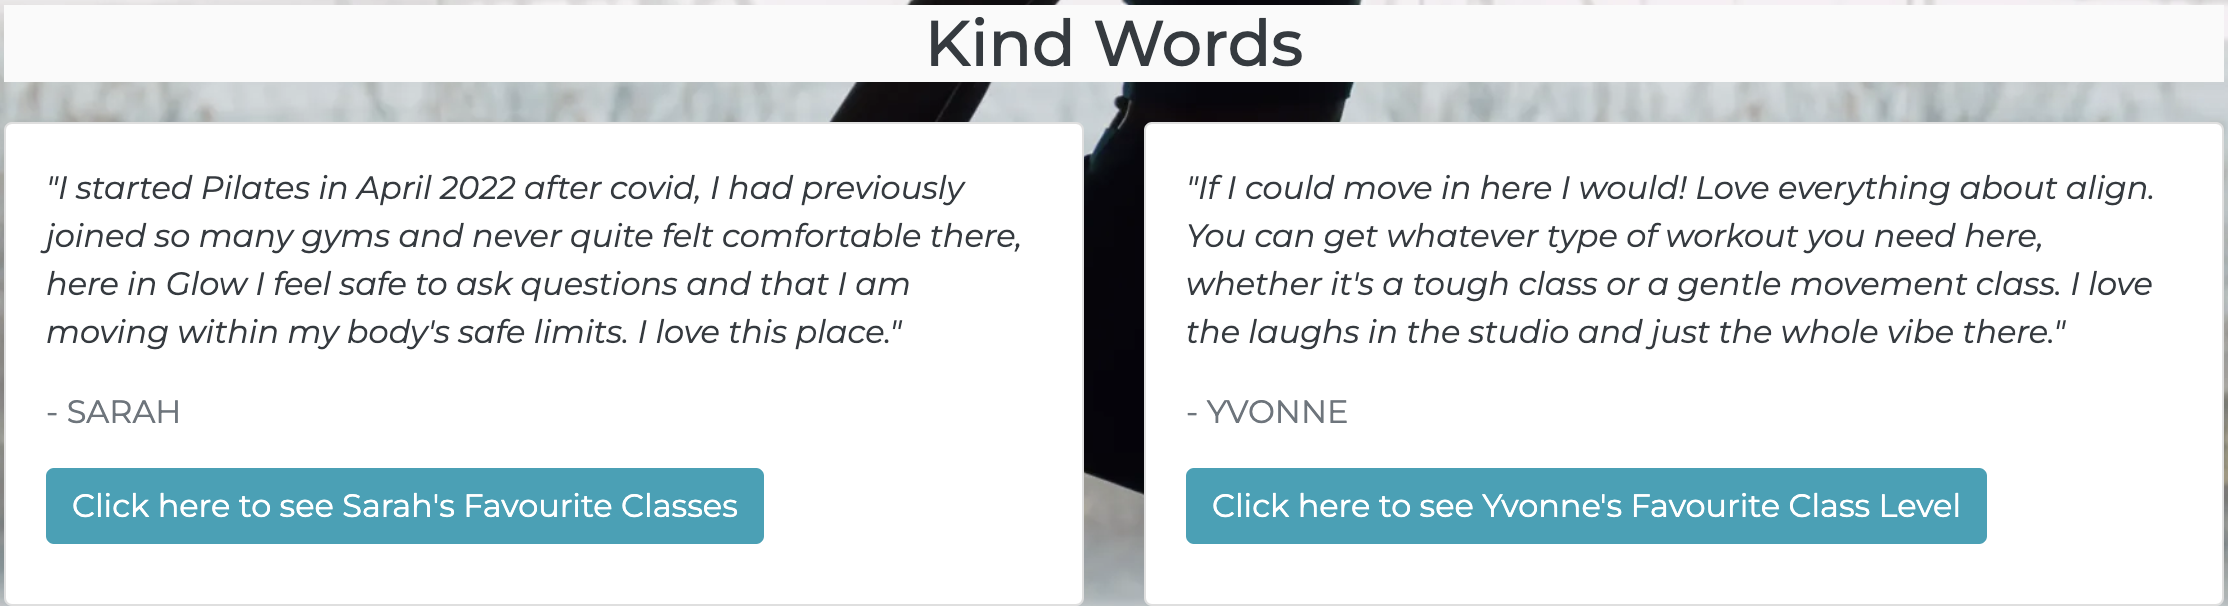 Kind Words
"I started Pilates in April 2022 after covid, I had previously
joined so many gyms and never quite felt comfortable there,
here in Glow I feel safe to ask questions and that I am
moving within my body's safe limits. I love this place."
- SARAH
Click here to see Sarah's Favourite Classes
"If I could move in here I would! Love everything about align.
You can get whatever type of workout you need here,
whether it's a tough class or a gentle movement class. I love
the laughs in the studio and just the whole vibe there."
- YVONNE
Click here to see Yvonne's Favourite Class Level